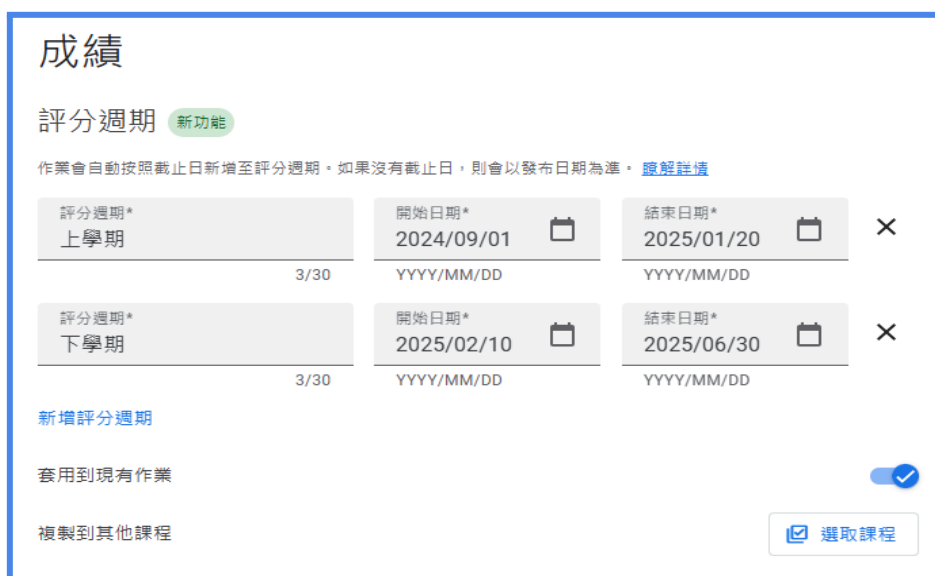 成績
評分週期 新功能
作業會自動按照截止日新增至評分週期。如果沒有截止日，則會以發布日期為準。 瞭解詳情
評分週期* 開始日期* 結束日期*
上學期 2024/09/01 2025/01/20
3/30 YYYY/MM/DD YYYY/MM/DD
評分週期* 開始日期* 結束日期*
下學期 2025/02/10 2025/06/30
3/30 YYYY/MM/DD YYYY/MM/DD
新增評分週期
套用到現有作業
複製到其他課程 選取課程